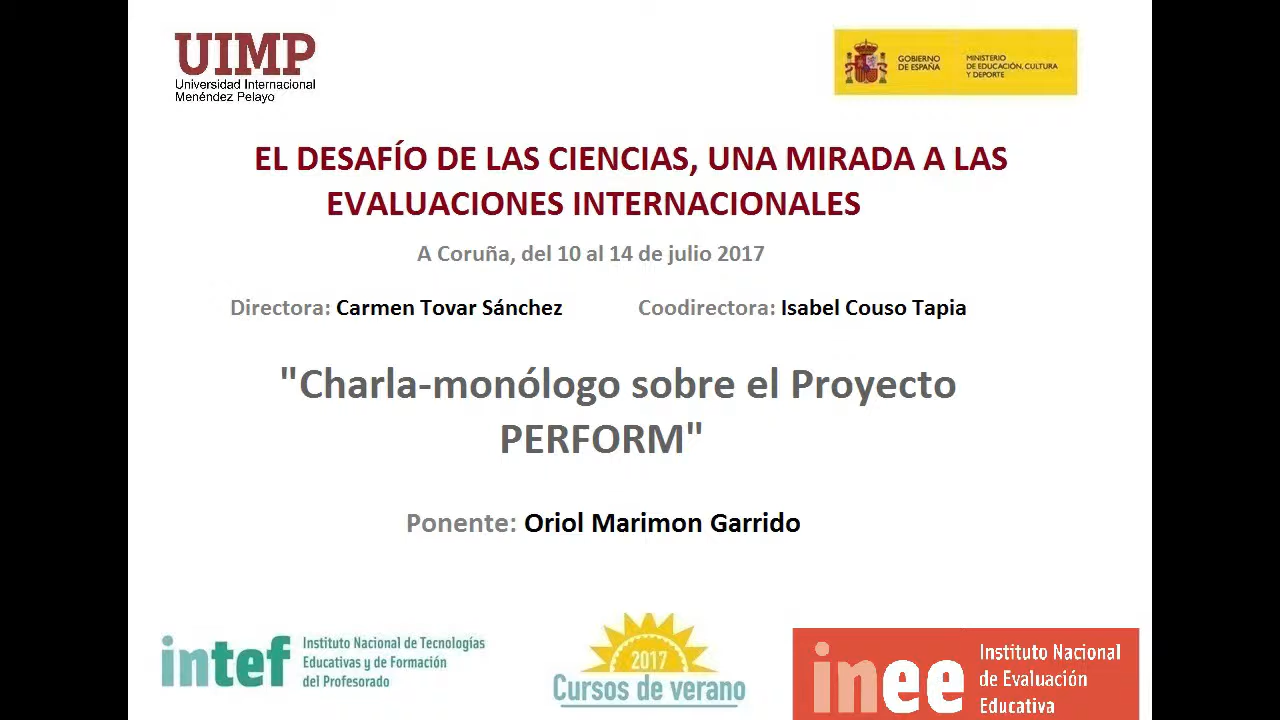 UIMP
Universidad Internacional
Menéndez Pelayo
GOBIERNO
DE ESPAÑA
MINISTERIO
DE EDUCACIÓN, CULTURA
Y DEPORTE
EL DESAFÍO DE LAS CIENCIAS, UNA MIRADA A LAS
EVALUACIONES INTERNACIONALES
A Coruña, del 10 al 14 de julio 2017
Directora: Carmen Tovar Sánchez Coodirectora: Isabel Couso Tapia
"Charla-monólogo sobre el Proyecto
PERFORM"
Ponente: Oriol Marimon Garrido
intef
Instituto Nacional de Tecnologías
Educativas y de Formación
del Profesorado
2017
Cursos de verano
inee
Instituto Nacional
de Evaluación
Educativa